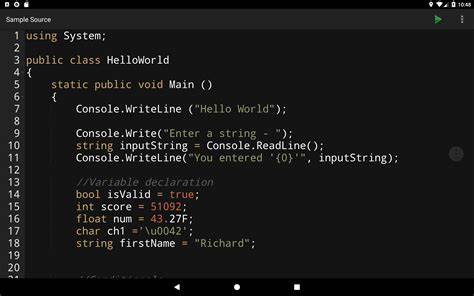 10:48
Sample Source
1 using System;
2
3 public class HelloWorld
4 {
5 static public void Main ()
6 {
7 Console.WriteLine ("Hello World");
8
9 Console.Write("Enter a string - ");
10 string inputString = Console.ReadLine();
11 Console.WriteLine("You entered '{0}'", inputString);
12
13 //Variable declaration
14 bool isValid = true;
15 int score = 51092;
16 float num = 43.27F;
17 char ch1 ='\u0042';
18 string firstName = "Richard";
19
20